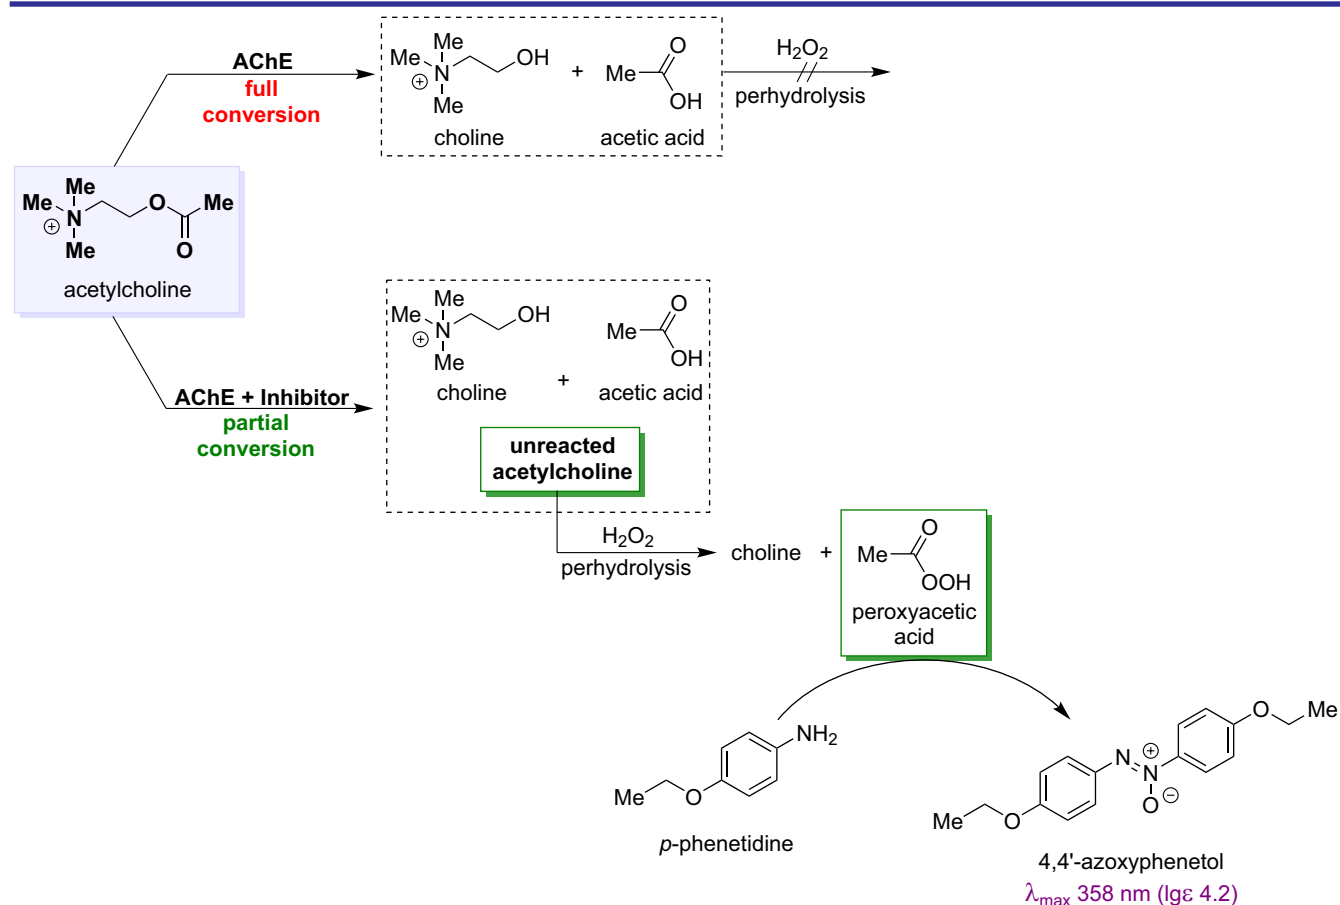 AChE
full
conversion
Me
Me
N
⊕
Me
OH
+
Me
O
OH
choline
acetic acid
H₂O₂
perhydrolysis
Me
Me
N
⊕
Me
O
Me
O
acetylcholine
AChE + Inhibitor
partial
conversion
Me
Me
N
⊕
Me
OH
+
Me
O
OH
choline
acetic acid
unreacted
acetylcholine
H₂O₂
perhydrolysis
choline
+
Me
O
OOH
peroxyacetic
acid
NH₂
Me
O
p-phenetidine
O
Me
N
⊕
N
O
⊖
Me
O
4,4'-azoxyphenetol
λmax 358 nm (lgε 4.2)